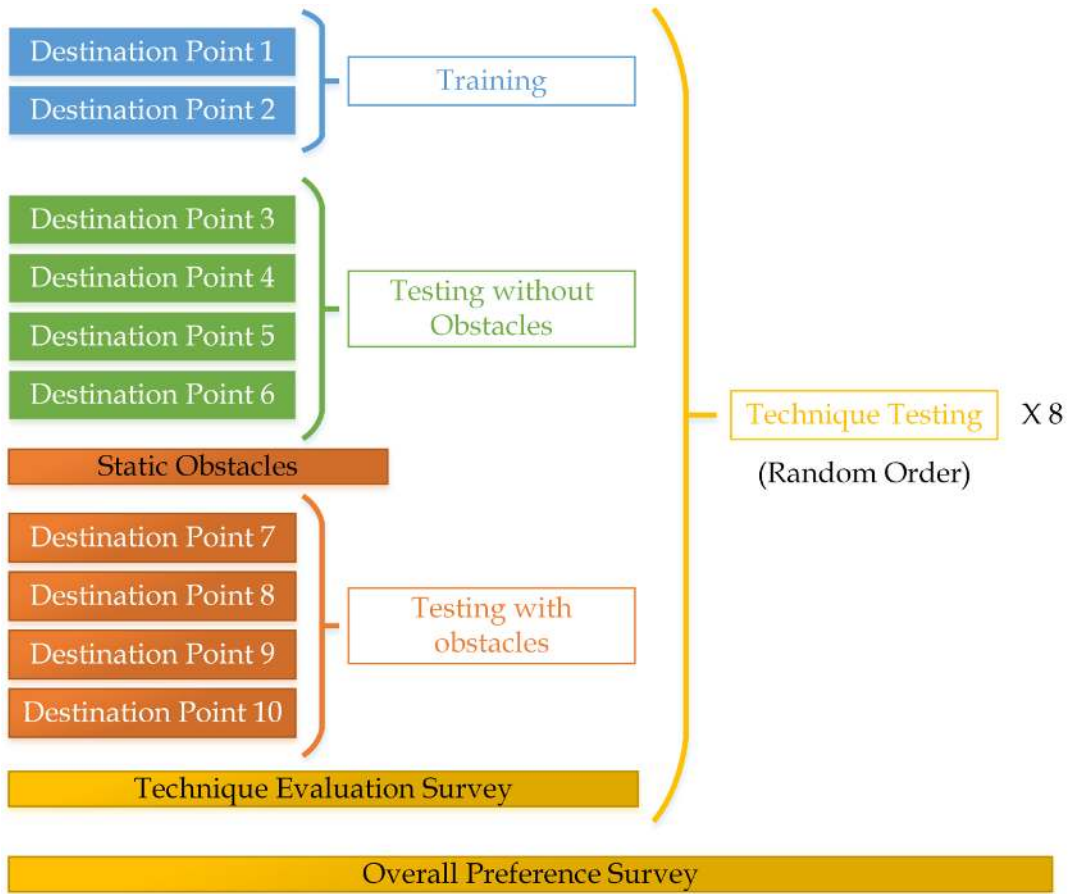 Destination Point 1
Destination Point 2
Training
Destination Point 3
Destination Point 4
Destination Point 5
Destination Point 6
Testing without
Obstacles
Static Obstacles
Destination Point 7
Destination Point 8
Destination Point 9
Destination Point 10
Testing with
obstacles
Technique Evaluation Survey
Technique Testing
X 8
(Random Order)
Overall Preference Survey